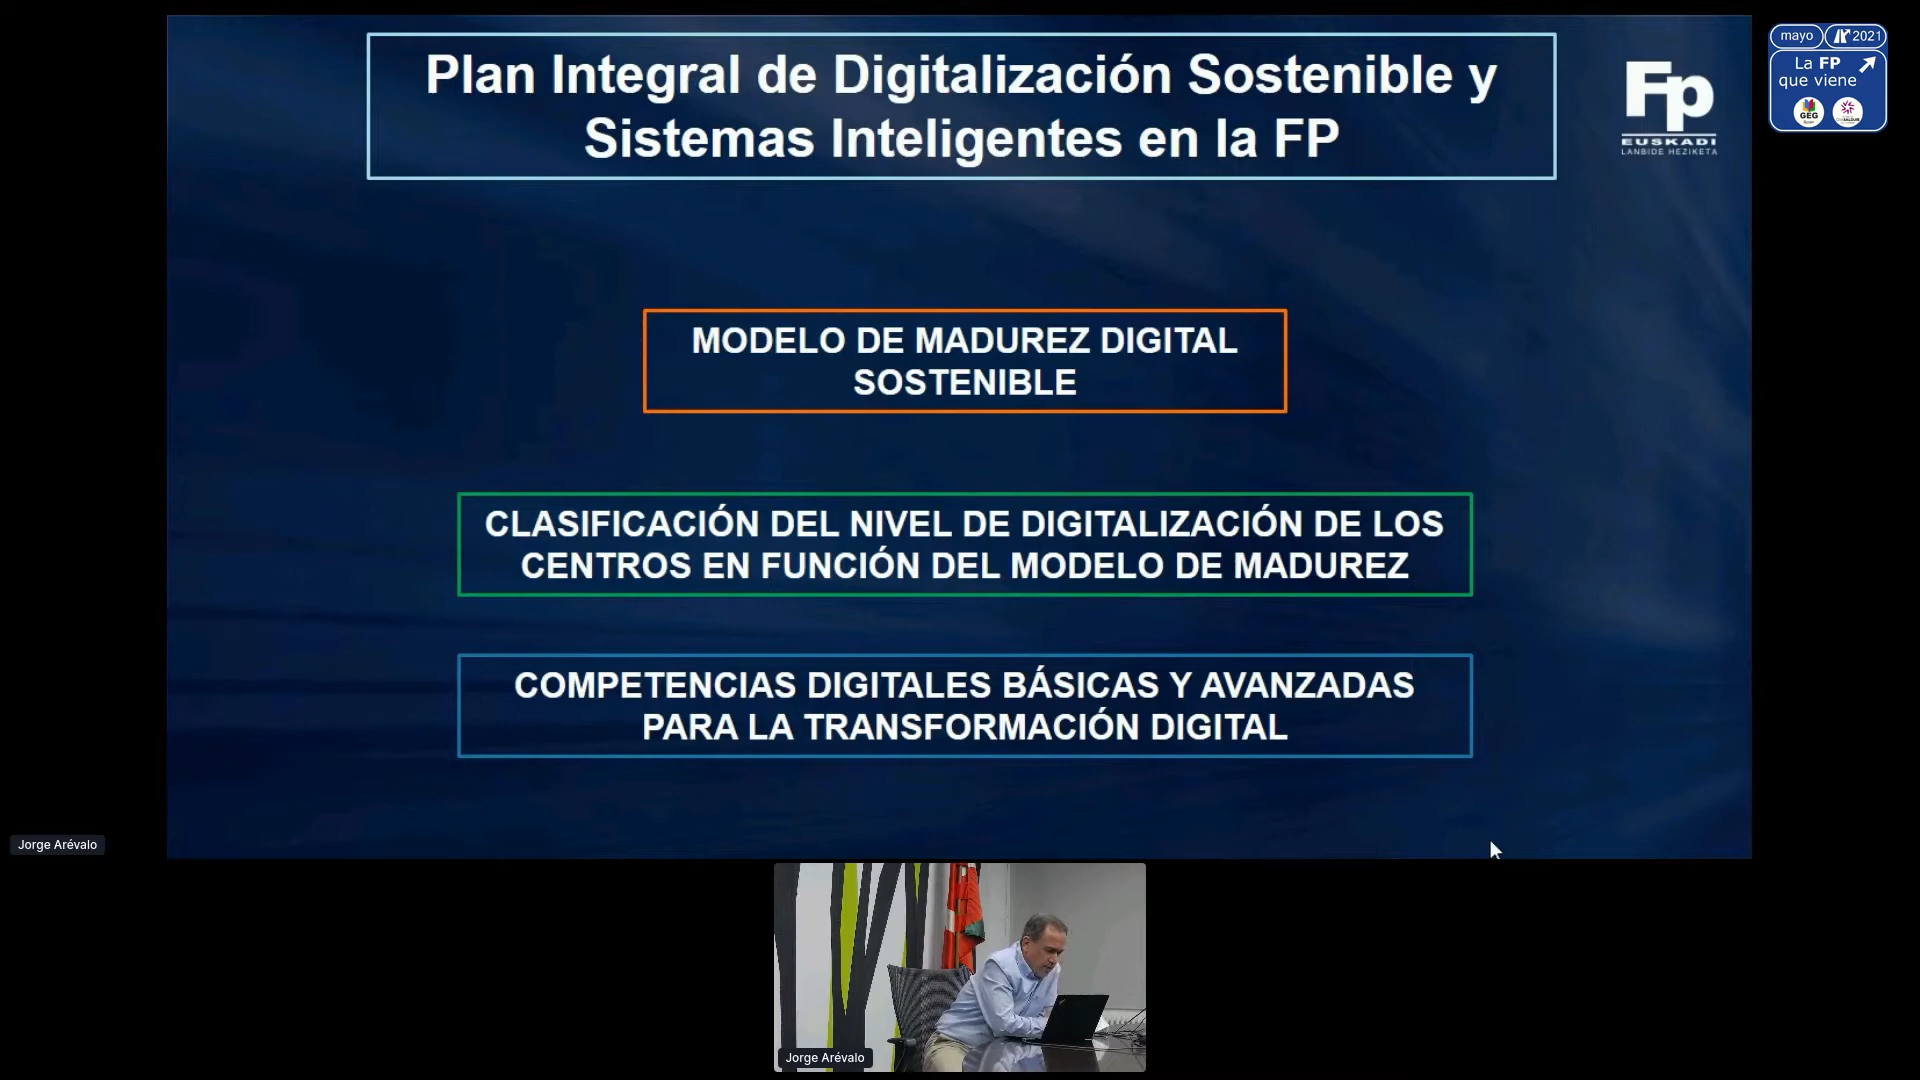 Plan Integral de Digitalización Sostenible y
Sistemas Inteligentes en la FP
Fp
EUSKADI
LANBIDE HEZIKETA
mayo
2021
La FP
que viene
GEG
MODELO DE MADUREZ DIGITAL
SOSTENIBLE
CLASIFICACIÓN DEL NIVEL DE DIGITALIZACIÓN DE LOS
CENTROS EN FUNCIÓN DEL MODELO DE MADUREZ
COMPETENCIAS DIGITALES BÁSICAS Y AVANZADAS
PARA LA TRANSFORMACIÓN DIGITAL
Jorge Arévalo
Jorge Arévalo